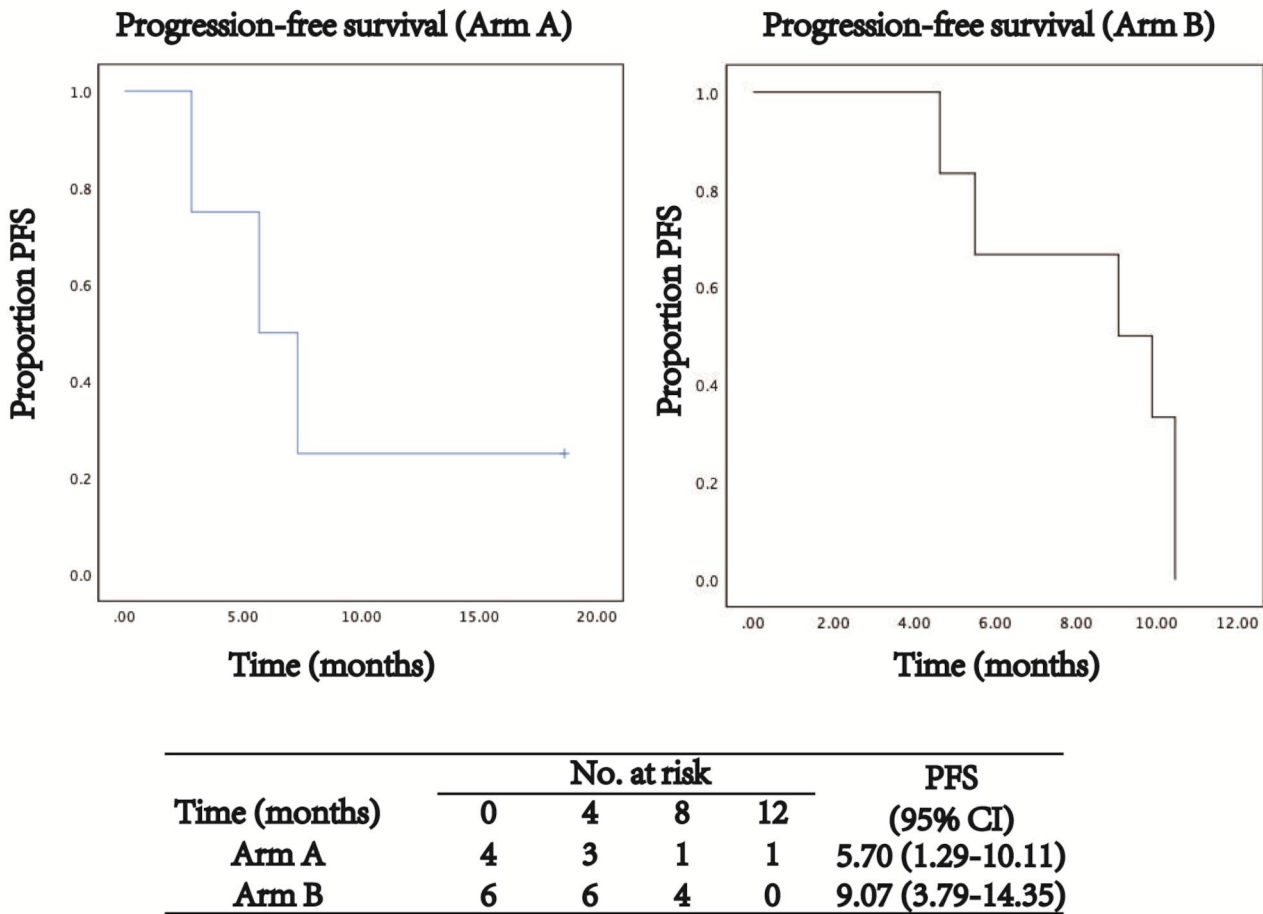 Progression-free survival (Arm A)
Proportion PFS
1.0
0.8
0.6
0.4
0.2
0.0
.00 5.00 10.00 15.00 20.00
Time (months)
Progression-free survival (Arm B)
Proportion PFS
1.0
0.8
0.6
0.4
0.2
0.0
.00 2.00 4.00 6.00 8.00 10.00 12.00
Time (months)
No. at risk PFS
Time (months) 0 4 8 12 (95% CI)
Arm A 4 3 1 1 5.70 (1.29-10.11)
Arm B 6 6 4 0 9.07 (3.79-14.35)